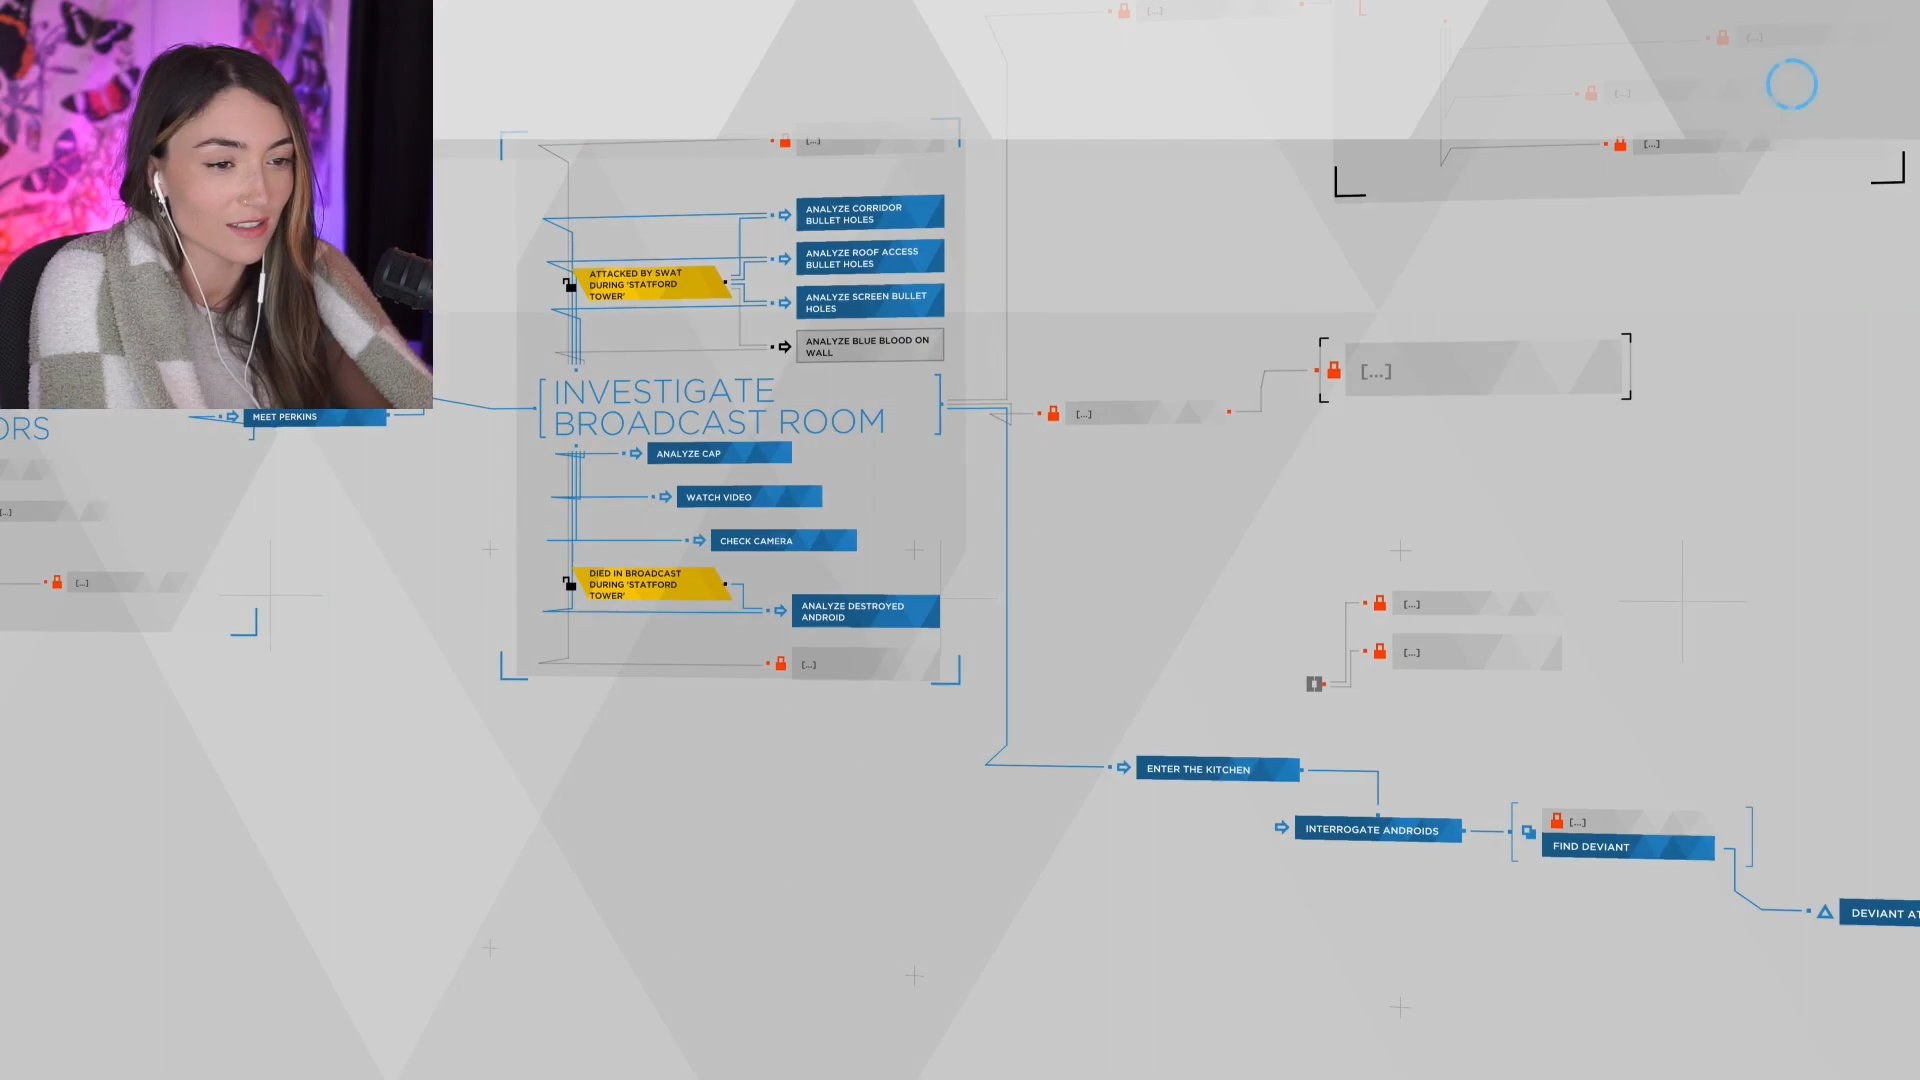 [...]
[...]
[...]
[...]
[...]
ANALYZE CORRIDOR
BULLET HOLES
ANALYZE ROOF ACCESS
BULLET HOLES
ATTACKED BY SWAT
DURING 'STATFORD
TOWER'
ANALYZE SCREEN BULLET
HOLES
ANALYZE BLUE BLOOD ON
WALL
[...]
[INVESTIGATE
BROADCAST ROOM]
MEET PERKINS
ORS
[...]
ANALYZE CAP
WATCH VIDEO
[...]
CHECK CAMERA
DIED IN BROADCAST
DURING 'STATFORD
TOWER'
[...]
ANALYZE DESTROYED
ANDROID
[...]
[...]
[...]
ENTER THE KITCHEN
INTERROGATE ANDROIDS
[...]
FIND DEVIANT
DEVIANT AT